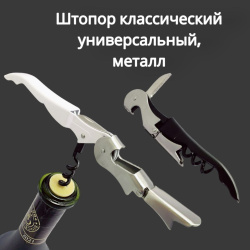 Штопор классический
универсальный,
металл